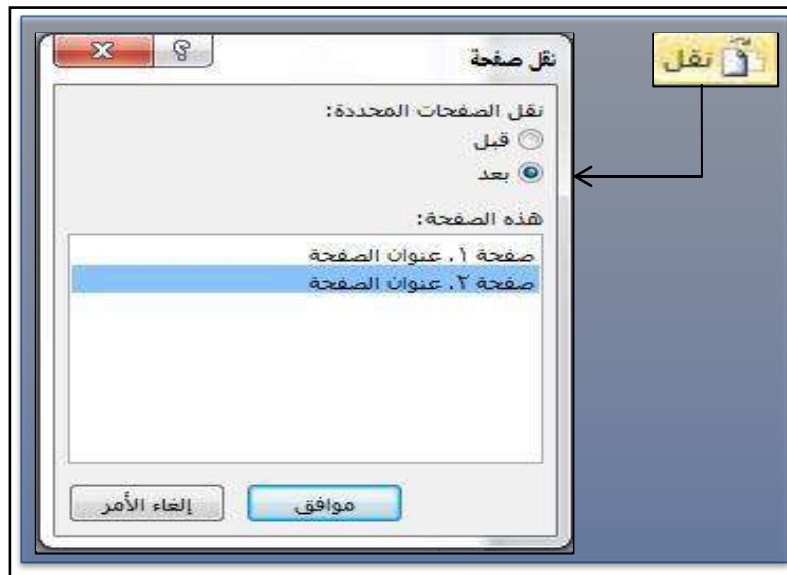 نقل
نقل صفحة
نقل الصفحات المحددة:
قبل
بعد
هذه الصفحة:
صفحة ١. عنوان الصفحة
صفحة ٢. عنوان الصفحة
موافق
إلغاء الأمر